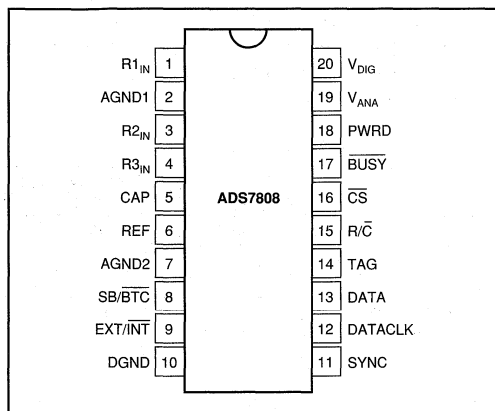 R1IN 1 20 VDIG
AGND1 2 19 VANA
R2IN 3 18 PWRD
R3IN 4 17 BUSY
CAP 5 ADS7808 16 CS
REF 6 15 R/C
AGND2 7 14 TAG
SB/BTC 8 13 DATA
EXT/INT 9 12 DATACLK
DGND 10 11 SYNC